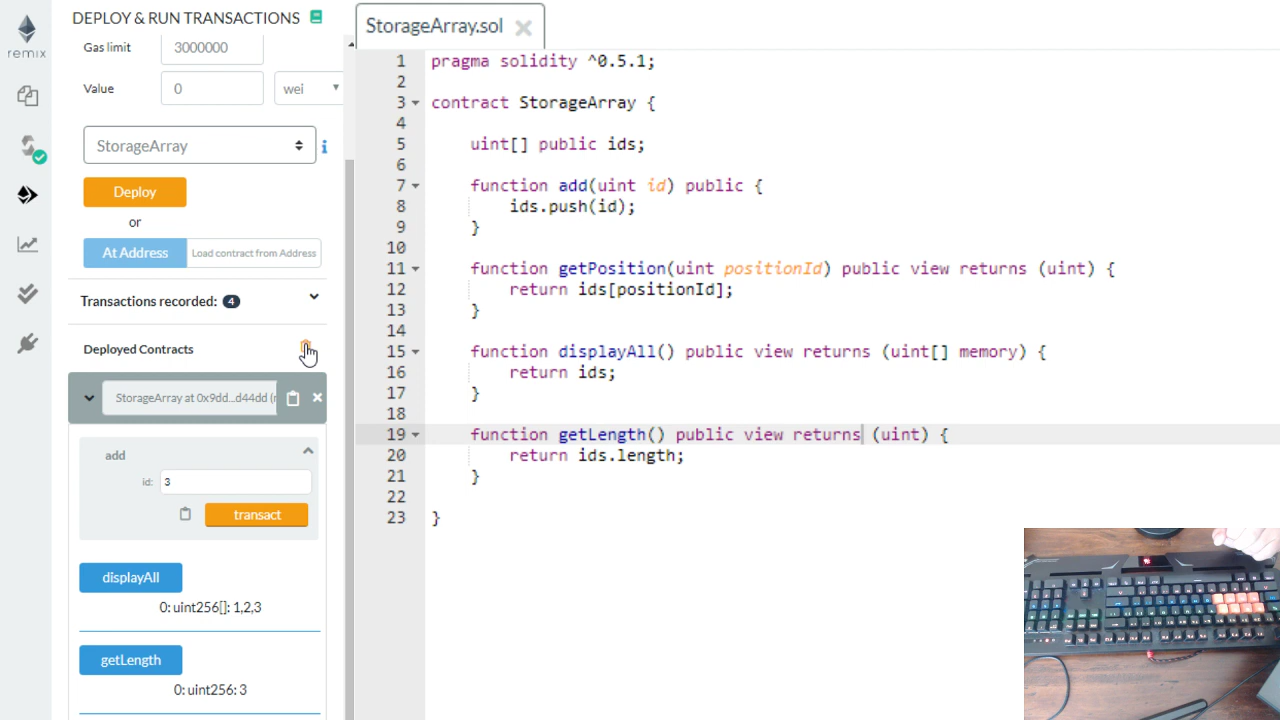 remix
DEPLOY & RUN TRANSACTIONS
Gas limit
3000000
Value
0
wei
StorageArray
Deploy
or
At Address
Load contract from Address
Transactions recorded: 4
Deployed Contracts
StorageArray at 0x9dd...d44dd (
add
id:
3
transact
displayAll
0: uint256[]: 1,2,3
getLength
0: uint256: 3
StorageArray.sol
1 pragma solidity ^0.5.1;
2
3 contract StorageArray {
4
5 uint[] public ids;
6
7 function add(uint id) public {
8 ids.push(id);
9 }
10
11 function getPosition(uint positionId) public view returns (uint) {
12 return ids[positionId];
13 }
14
15 function displayAll() public view returns (uint[] memory) {
16 return ids;
17 }
18
19 function getLength() public view returns (uint) {
20 return ids.length;
21 }
22
23 }